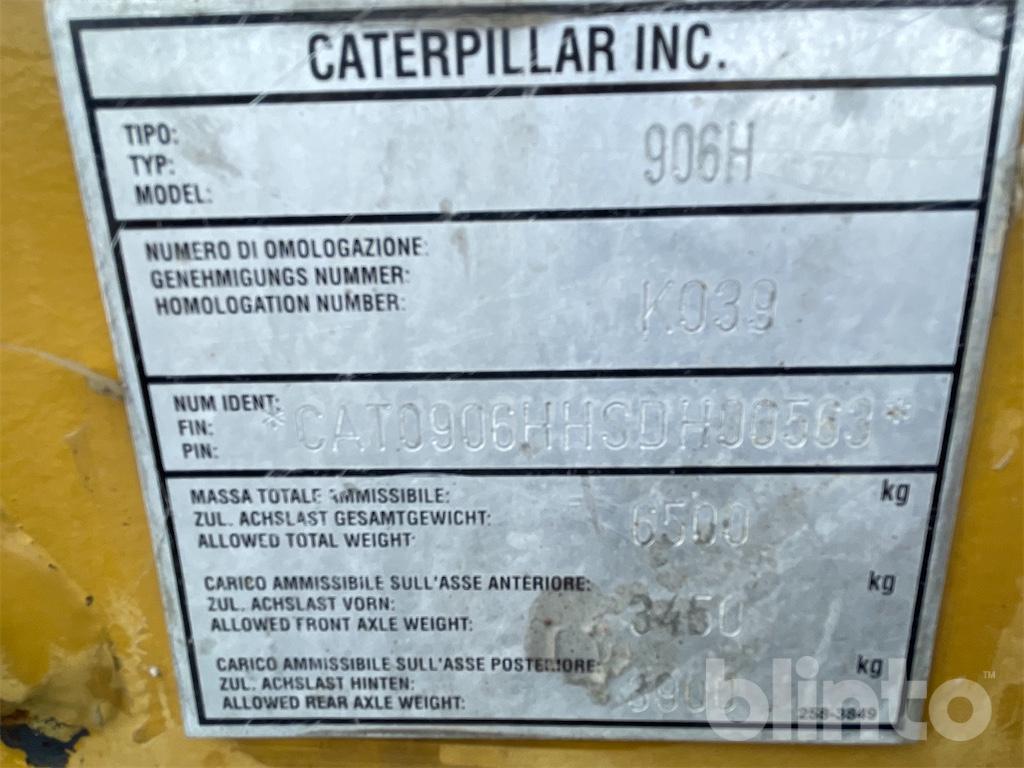 CATERPILLAR INC.
TIPO:
TYP: 906H
MODEL:
NUMERO DI OMOLOGAZIONE:
GENEHMIGUNGS NUMMER:
HOMOLOGATION NUMBER: K039
NUM IDENT:
FIN: *CAT0906HHSDH00563*
PIN:
MASSA TOTALE AMMISSIBILE: kg
ZUL. ACHSLAST GESAMTGEWICHT: 6500
ALLOWED TOTAL WEIGHT:
CARICO AMMISSIBILE SULL'ASSE ANTERIORE: kg
ZUL. ACHSLAST VORN: 3450
ALLOWED FRONT AXLE WEIGHT:
CARICO AMMISSIBILE SULL'ASSE POSTERIORE: kg
ZUL. ACHSLAST HINTEN: 3900
ALLOWED REAR AXLE WEIGHT:
258-3849
blinto™